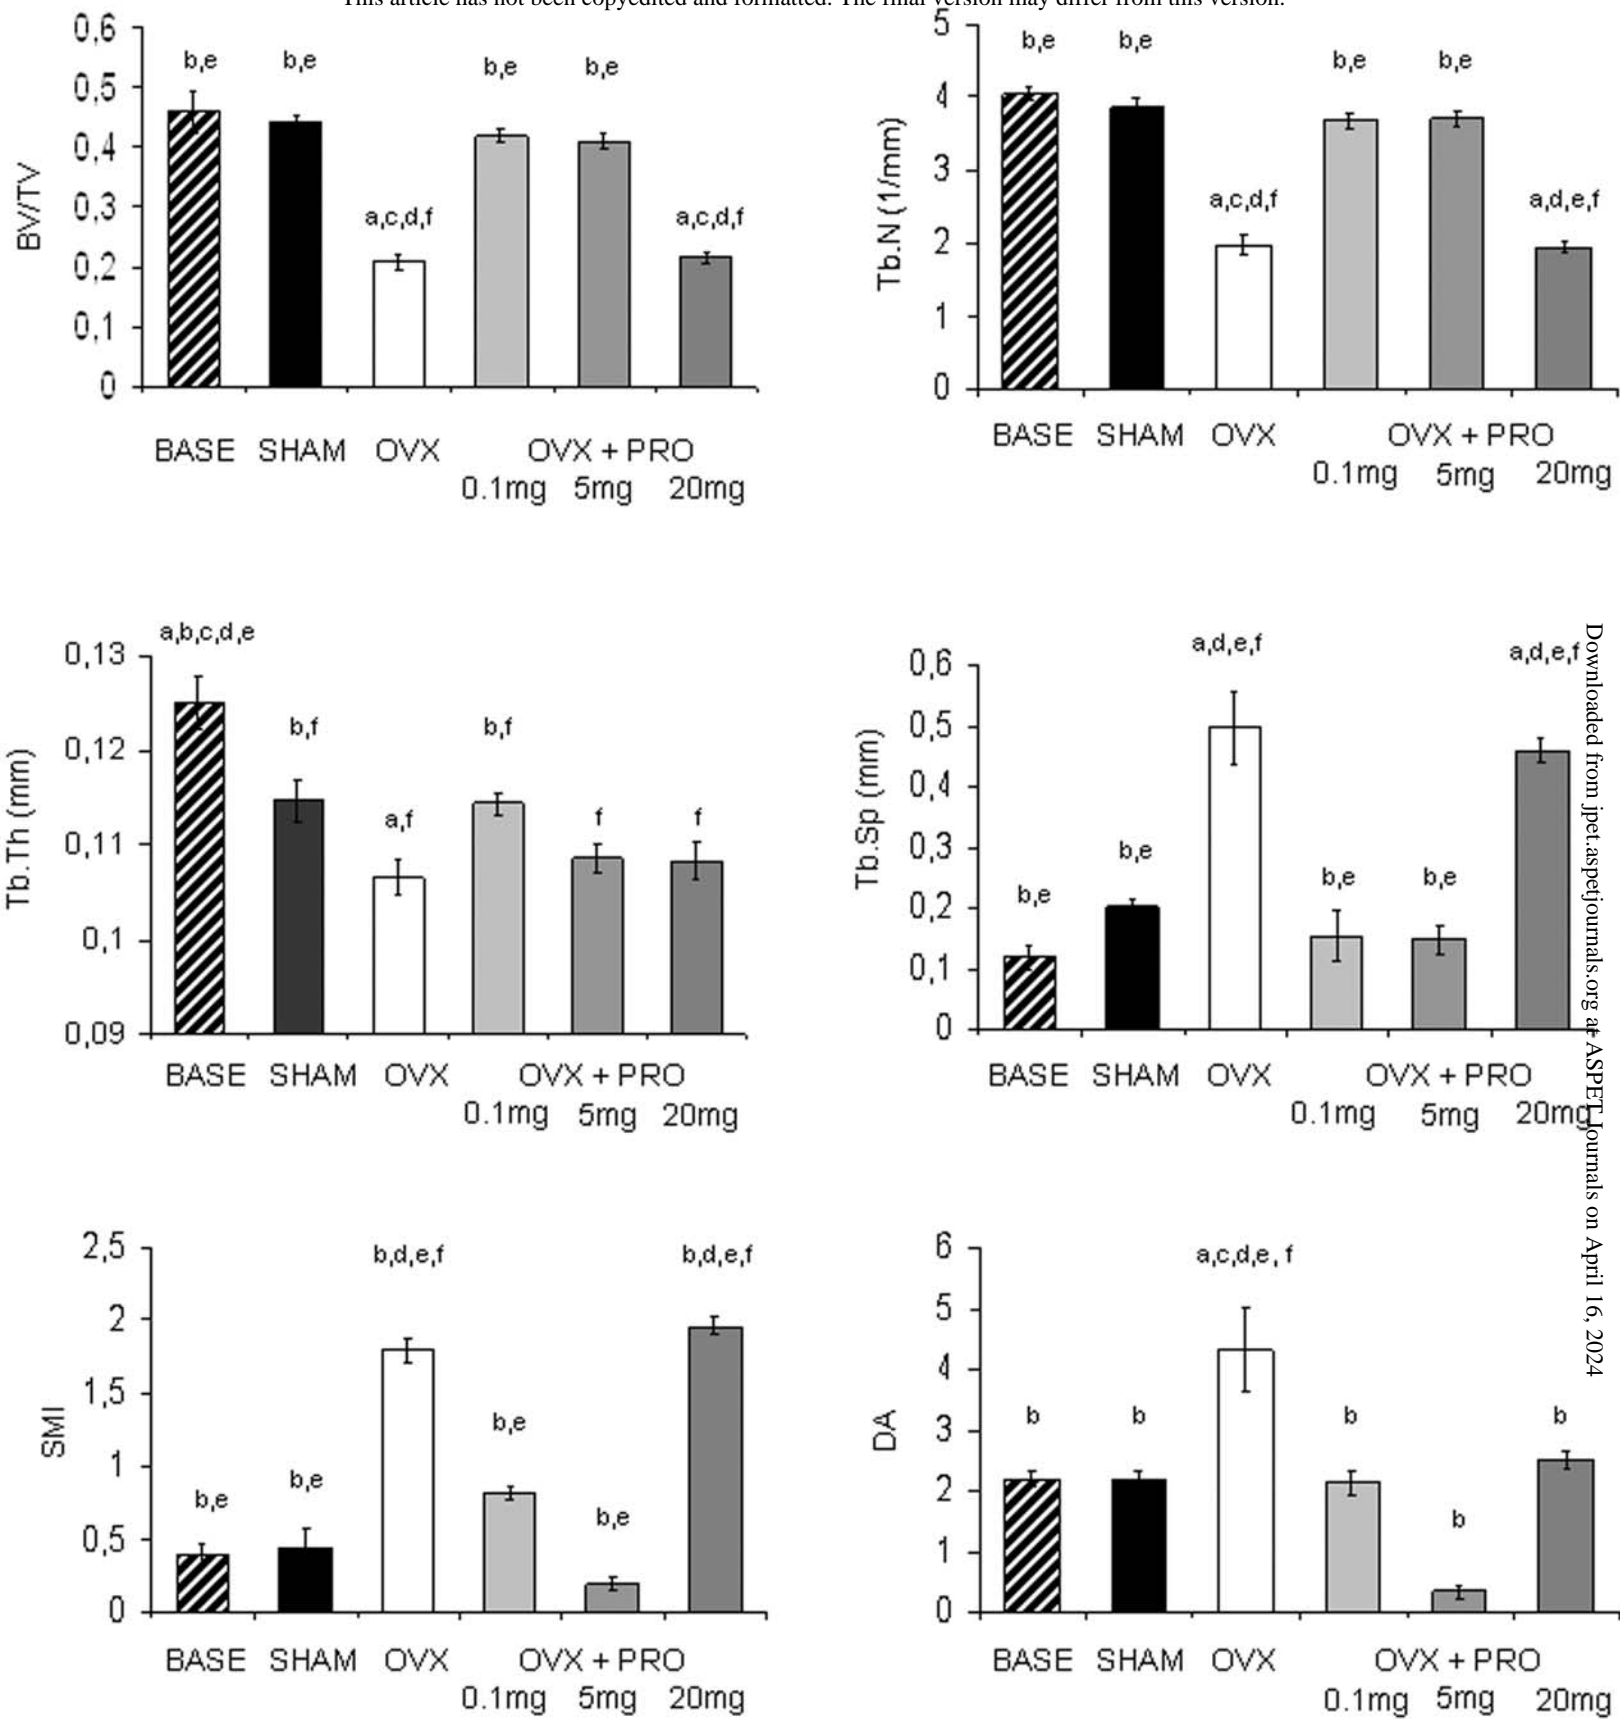 This article has not been copyedited and formatted. The final version may differ from this version.
BV/TV
0,6
0,5
0,4
0,3
0,2
0,1
0
b,e
b,e
a,c,d,f
b,e
b,e
a,c,d,f
BASE SHAM OVX OVX + PRO
0.1mg 5mg 20mg
Tb.N (1/mm)
5
4
3
2
1
0
b,e
b,e
a,c,d,f
b,e
b,e
a,d,e,f
BASE SHAM OVX OVX + PRO
0.1mg 5mg 20mg
Tb.Th (mm)
0,13
0,12
0,11
0,1
0,09
a,b,c,d,e
b,f
a,f
b,f
f
f
BASE SHAM OVX OVX + PRO
0.1mg 5mg 20mg
Tb.Sp (mm)
0,6
0,5
0,4
0,3
0,2
0,1
0
b,e
b,e
a,d,e,f
b,e
b,e
a,d,e,f
BASE SHAM OVX OVX + PRO
0.1mg 5mg 20mg
SMI
2,5
2
1,5
1
0,5
0
b,e
b,e
b,d,e,f
b,e
b,e
b,d,e,f
BASE SHAM OVX OVX + PRO
0.1mg 5mg 20mg
DA
6
5
4
3
2
1
0
b
b
a,c,d,e, f
b
b
b
BASE SHAM OVX OVX + PRO
0.1mg 5mg 20mg
Downloaded from jpet.aspetjournals.org at ASPET Journals on April 16, 2024